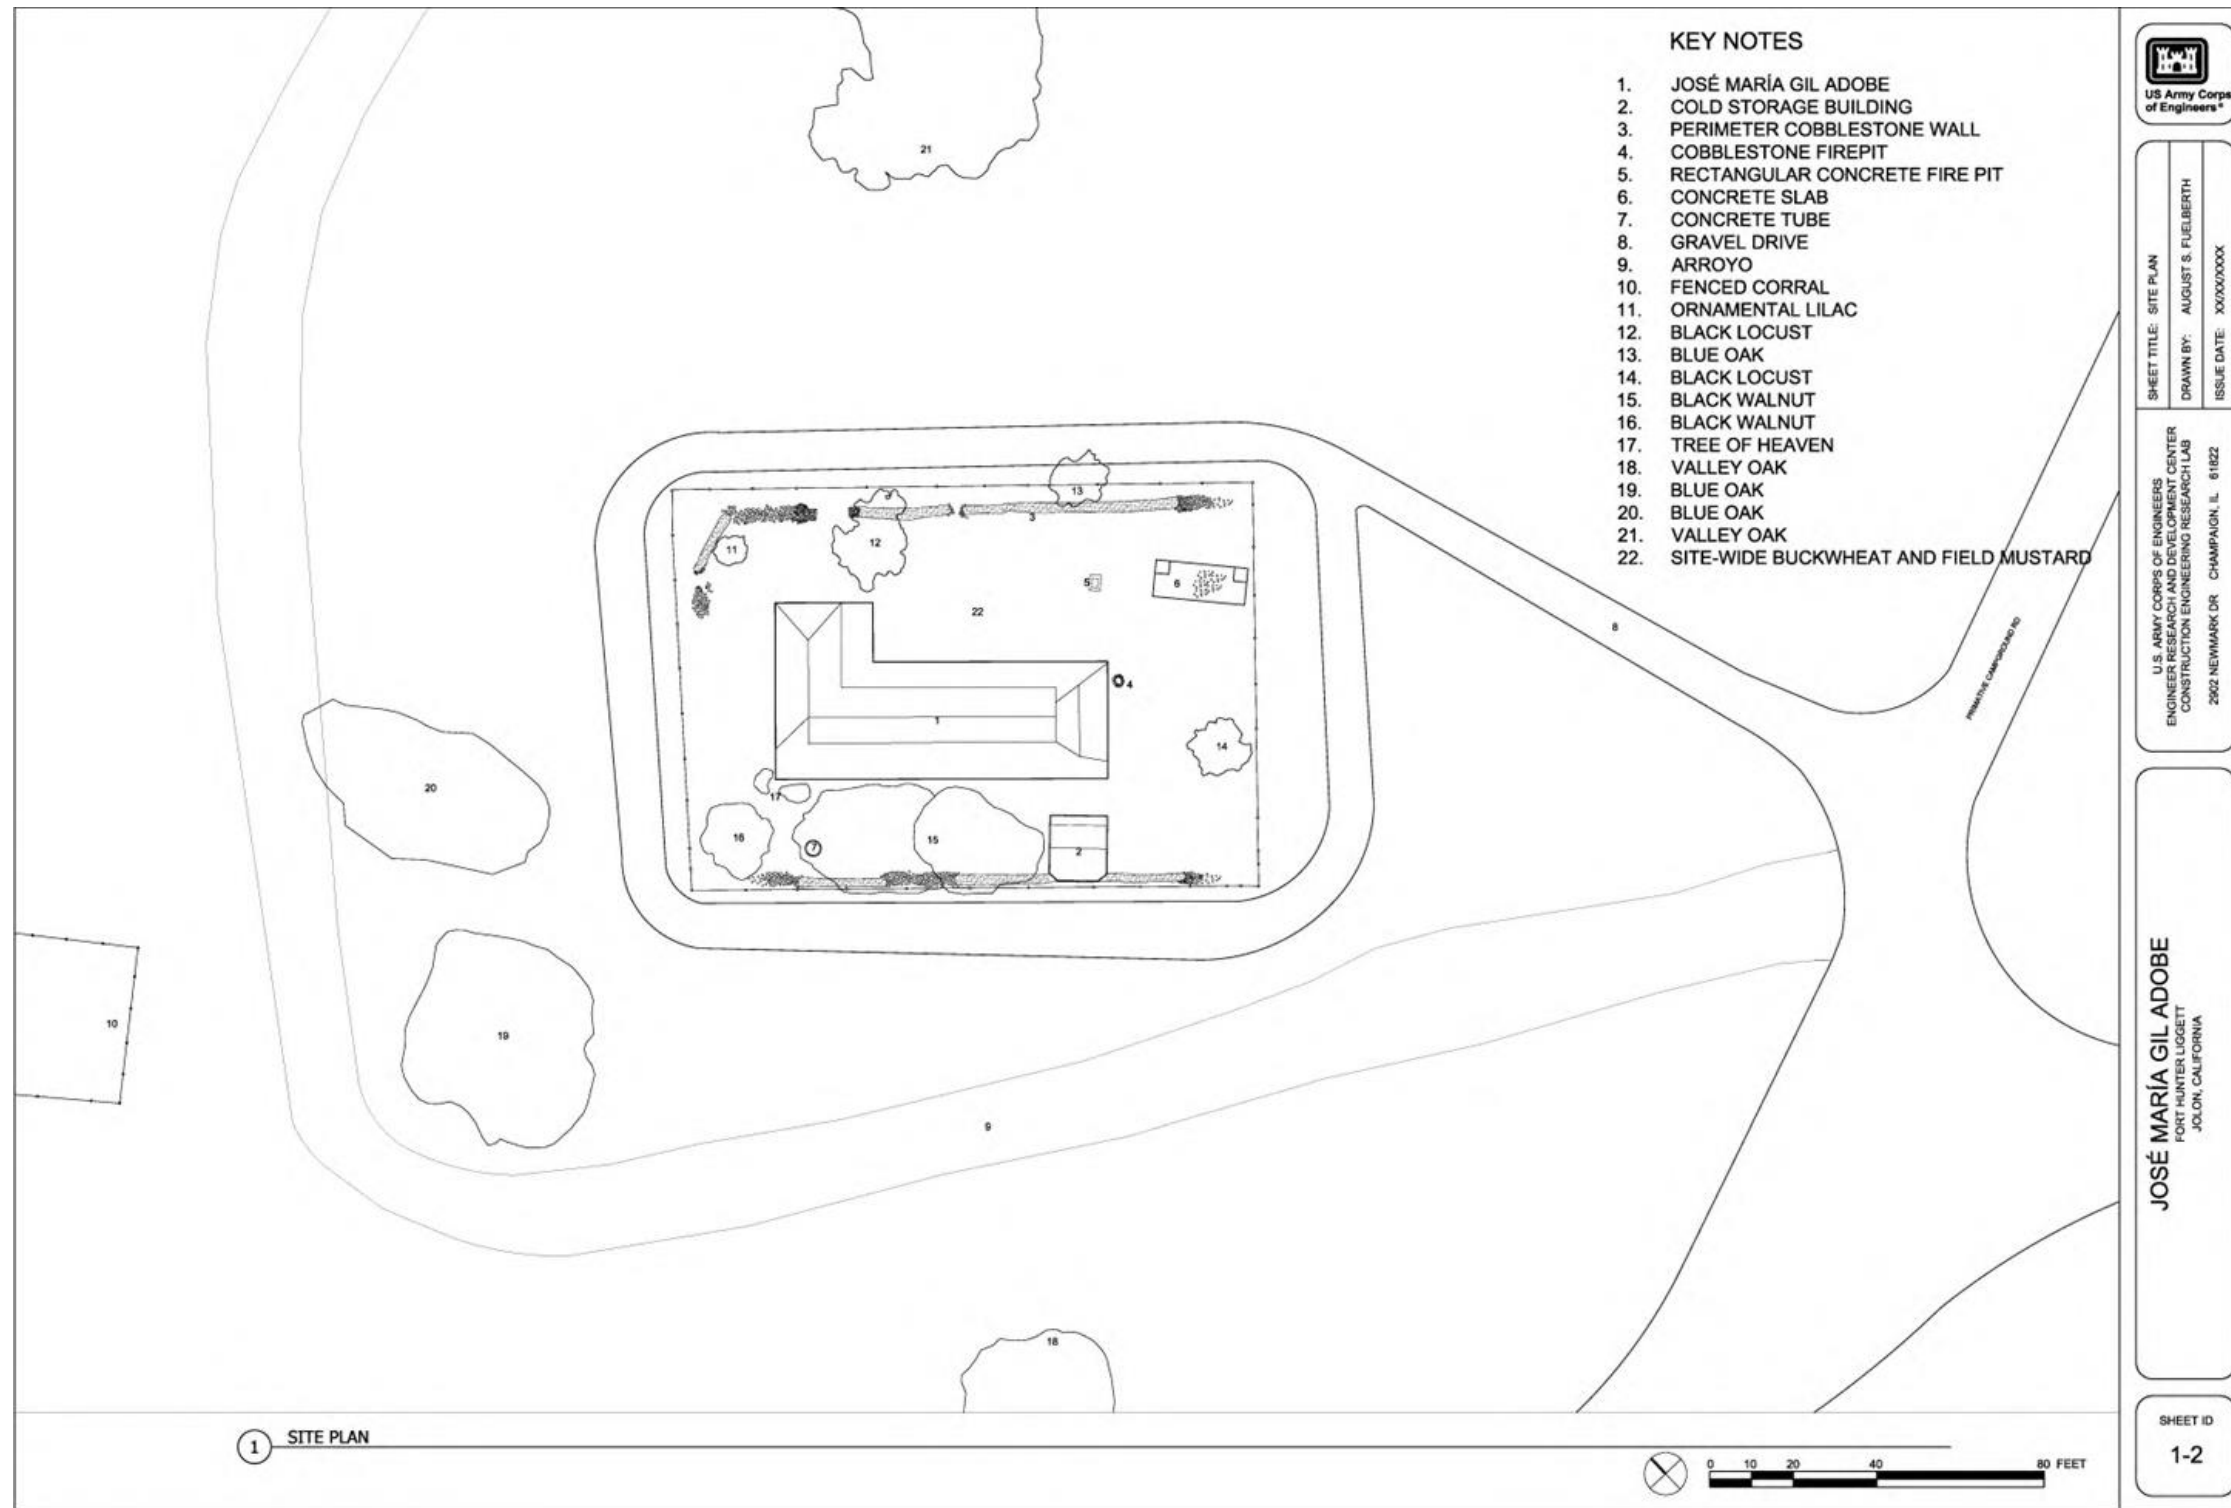 KEY NOTES
1. JOSÉ MARÍA GIL ADOBE
2. COLD STORAGE BUILDING
3. PERIMETER COBBLESTONE WALL
4. COBBLESTONE FIREPIT
5. RECTANGULAR CONCRETE FIRE PIT
6. CONCRETE SLAB
7. CONCRETE TUBE
8. GRAVEL DRIVE
9. ARROYO
10. FENCED CORRAL
11. ORNAMENTAL LILAC
12. BLACK LOCUST
13. BLUE OAK
14. BLACK LOCUST
15. BLACK WALNUT
16. BLACK WALNUT
17. TREE OF HEAVEN
18. VALLEY OAK
19. BLUE OAK
20. BLUE OAK
21. VALLEY OAK
22. SITE-WIDE BUCKWHEAT AND FIELD MUSTARD
21
13
3
12
11
5
6
22
8
4
1
14
20
17
16
7
15
2
10
19
9
18
PRIMATIVE CAMPGROUND RD
1 SITE PLAN
0 10 20 40 80 FEET
US Army Corps
of Engineers®
SHEET TITLE: SITE PLAN
DRAWN BY: AUGUST S. FUELBERTH
ISSUE DATE: XX/XX/XXXX
U.S. ARMY CORPS OF ENGINEERS
ENGINEER RESEARCH AND DEVELOPMENT CENTER
CONSTRUCTION ENGINEERING RESEARCH LAB
2902 NEWMARK DR CHAMPAIGN, IL 61822
JOSÉ MARÍA GIL ADOBE
FORT HUNTER LIGGETT
JOLON, CALIFORNIA
SHEET ID
1-2